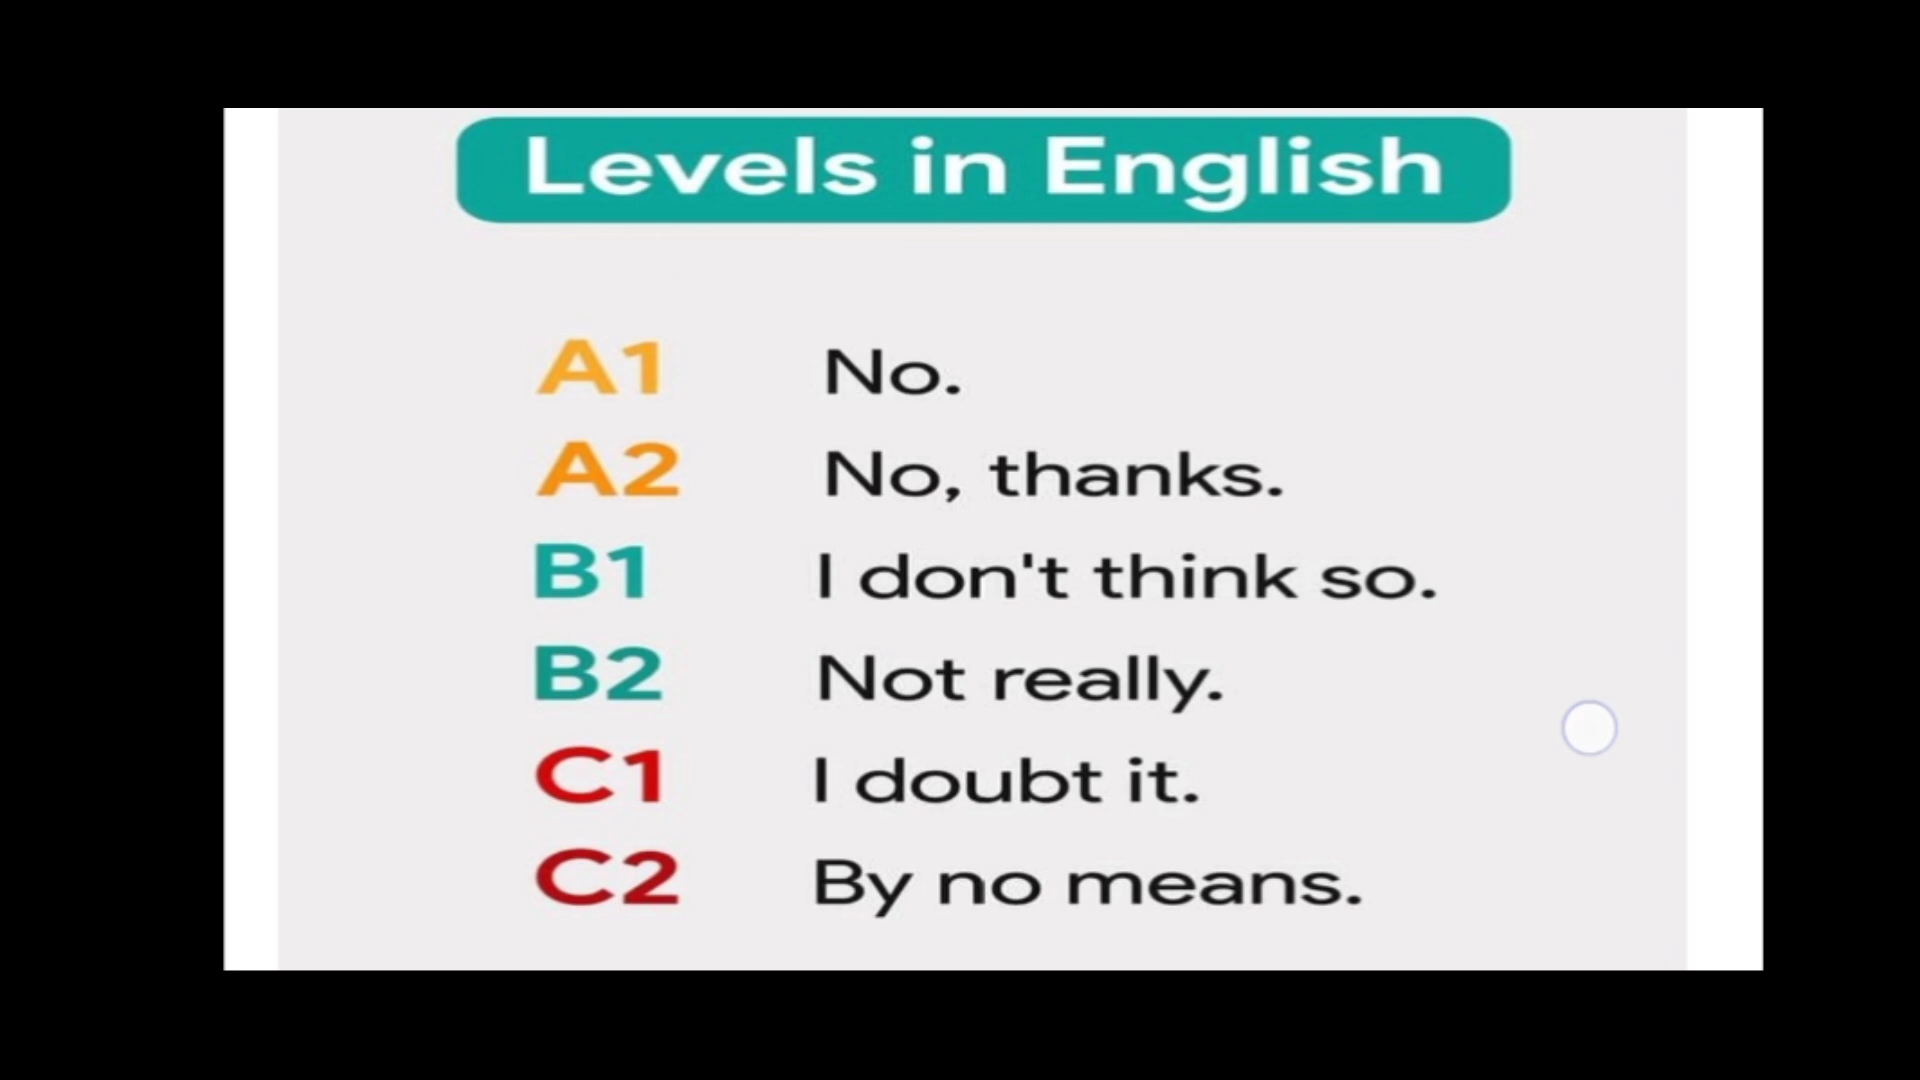 Levels in English
A1 No.
A2 No, thanks.
B1 I don't think so.
B2 Not really.
C1 I doubt it.
C2 By no means.